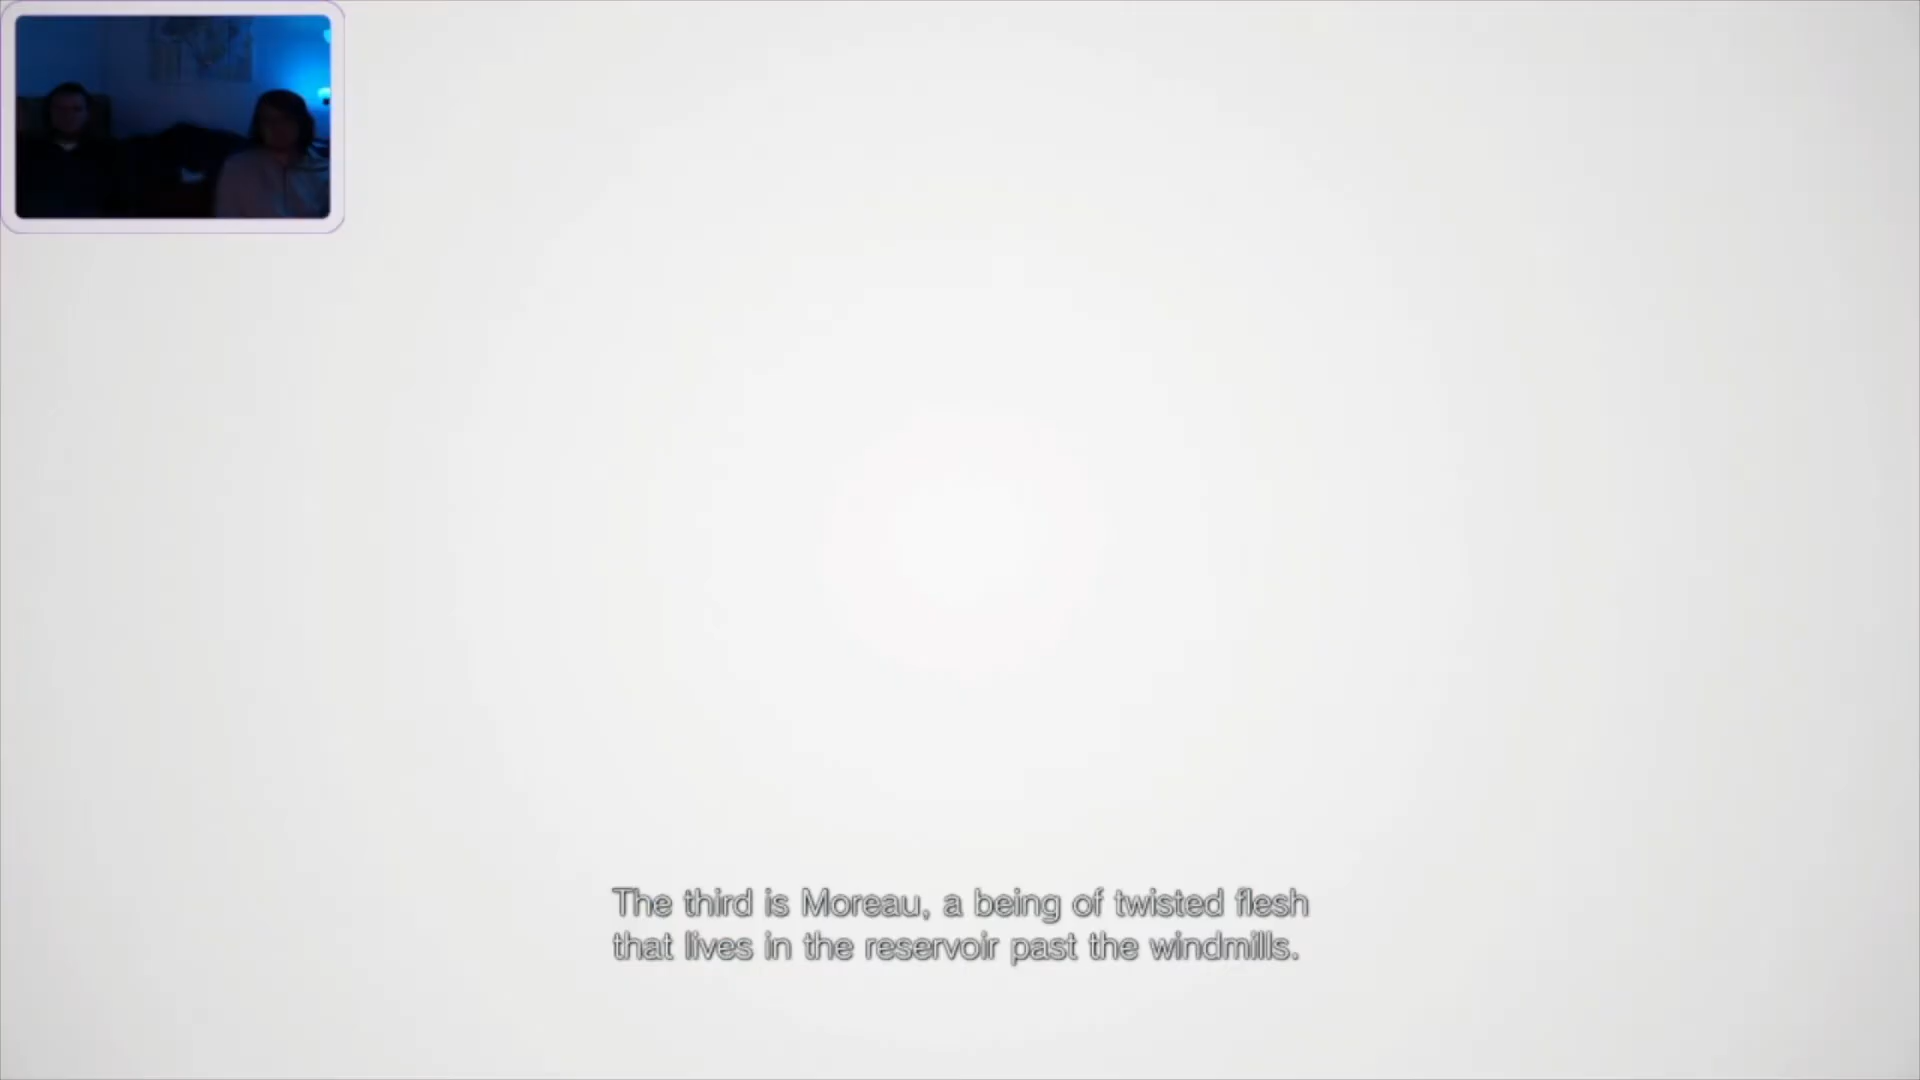 The third is Moreau, a being of twisted flesh
that lives in the reservoir past the windmills.